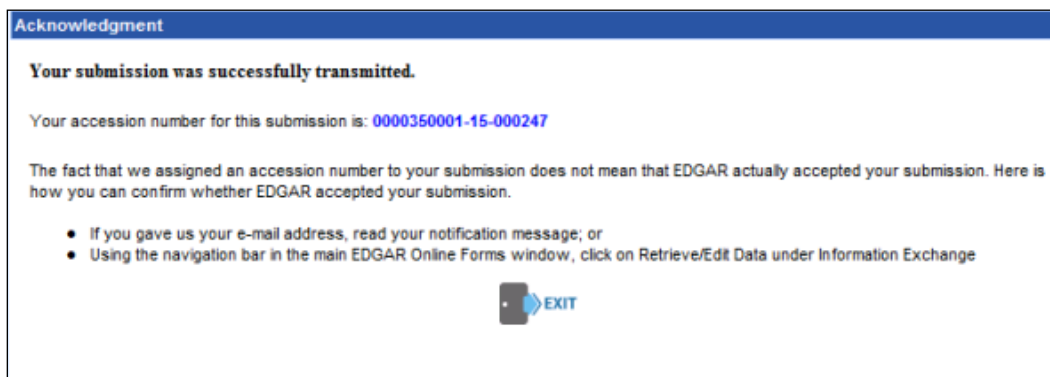 Acknowledgment
Your submission was successfully transmitted.
Your accession number for this submission is: 0000350001-15-000247
The fact that we assigned an accession number to your submission does not mean that EDGAR actually accepted your submission. Here is
how you can confirm whether EDGAR accepted your submission.
● If you gave us your e-mail address, read your notification message; or
● Using the navigation bar in the main EDGAR Online Forms window, click on Retrieve/Edit Data under Information Exchange
EXIT